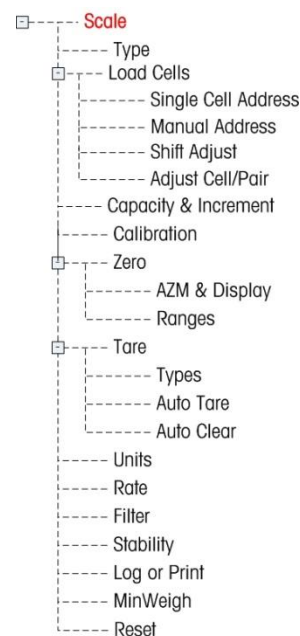 Scale
Type
Load Cells
Single Cell Address
Manual Address
Shift Adjust
Adjust Cell/Pair
Capacity & Increment
Calibration
Zero
AZM & Display
Ranges
Tare
Types
Auto Tare
Auto Clear
Units
Rate
Filter
Stability
Log or Print
MinWeigh
Reset